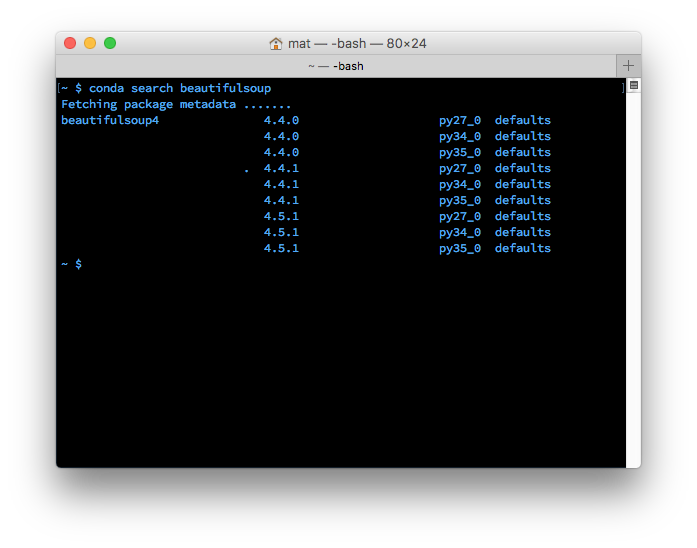 mat — -bash — 80×24
~ — -bash
[~ $ conda search beautifulsoup ]
Fetching package metadata .......
beautifulsoup4 4.4.0 py27_0 defaults
4.4.0 py34_0 defaults
4.4.0 py35_0 defaults
. 4.4.1 py27_0 defaults
4.4.1 py34_0 defaults
4.4.1 py35_0 defaults
4.5.1 py27_0 defaults
4.5.1 py34_0 defaults
4.5.1 py35_0 defaults
~ $